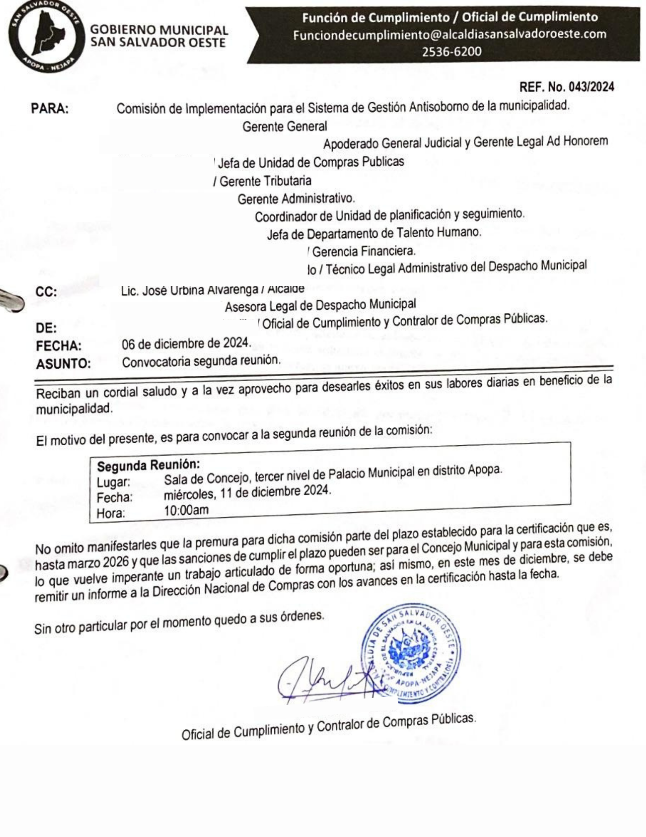 SAN SALVADOR OESTE
APOPA - NEJAPA
GOBIERNO MUNICIPAL
SAN SALVADOR OESTE
Función de Cumplimiento / Oficial de Cumplimiento
Funciondecumplimiento@alcaldiasansalvadoroeste.com
2536-6200
REF. No. 043/2024
PARA: Comisión de Implementación para el Sistema de Gestión Antisoborno de la municipalidad.
Gerente General
Apoderado General Judicial y Gerente Legal Ad Honorem
Jefa de Unidad de Compras Publicas
/ Gerente Tributaria
Gerente Administrativo.
Coordinador de Unidad de planificación y seguimiento.
Jefa de Departamento de Talento Humano.
/ Gerencia Financiera.
lo / Técnico Legal Administrativo del Despacho Municipal
CC: Lic. José Urbina Alvarenga / Alcalde
Asesora Legal de Despacho Municipal
DE: / Oficial de Cumplimiento y Contralor de Compras Públicas.
FECHA: 06 de diciembre de 2024.
ASUNTO: Convocatoria segunda reunión.
Reciban un cordial saludo y a la vez aprovecho para desearles éxitos en sus labores diarias en beneficio de la
municipalidad.
El motivo del presente, es para convocar a la segunda reunión de la comisión:
Segunda Reunión:
Lugar: Sala de Concejo, tercer nivel de Palacio Municipal en distrito Apopa.
Fecha: miércoles, 11 de diciembre 2024.
Hora: 10:00am
No omito manifestarles que la premura para dicha comisión parte del plazo establecido para la certificación que es,
hasta marzo 2026 y que las sanciones de cumplir el plazo pueden ser para el Concejo Municipal y para esta comisión,
lo que vuelve imperante un trabajo articulado de forma oportuna; así mismo, en este mes de diciembre, se debe
remitir un informe a la Dirección Nacional de Compras con los avances en la certificación hasta la fecha.
Sin otro particular por el momento quedo a sus órdenes.
ALCALDIA DE SAN SALVADOR OESTE
APOPA-NEJAPA
Oficial de Cumplimiento y Contralor de Compras Públicas.